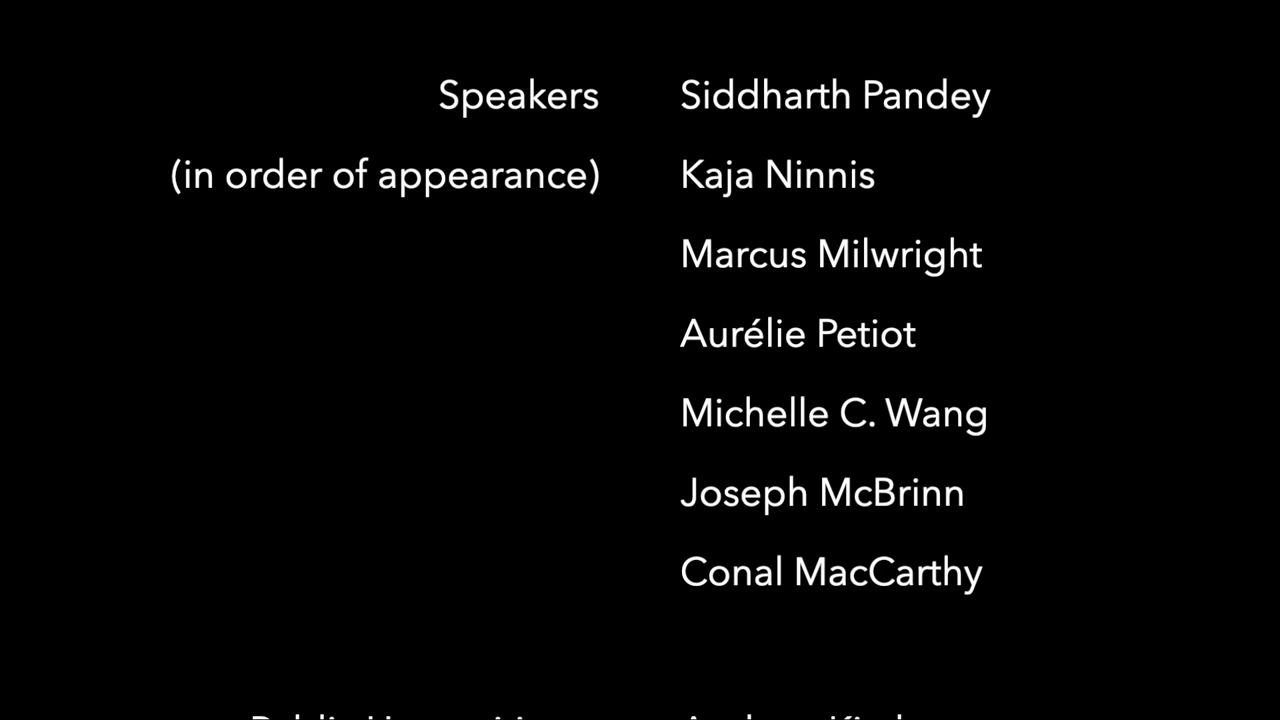 Speakers Siddharth Pandey
(in order of appearance) Kaja Ninnis
Marcus Milwright
Aurélie Petiot
Michelle C. Wang
Joseph McBrinn
Conal MacCarthy